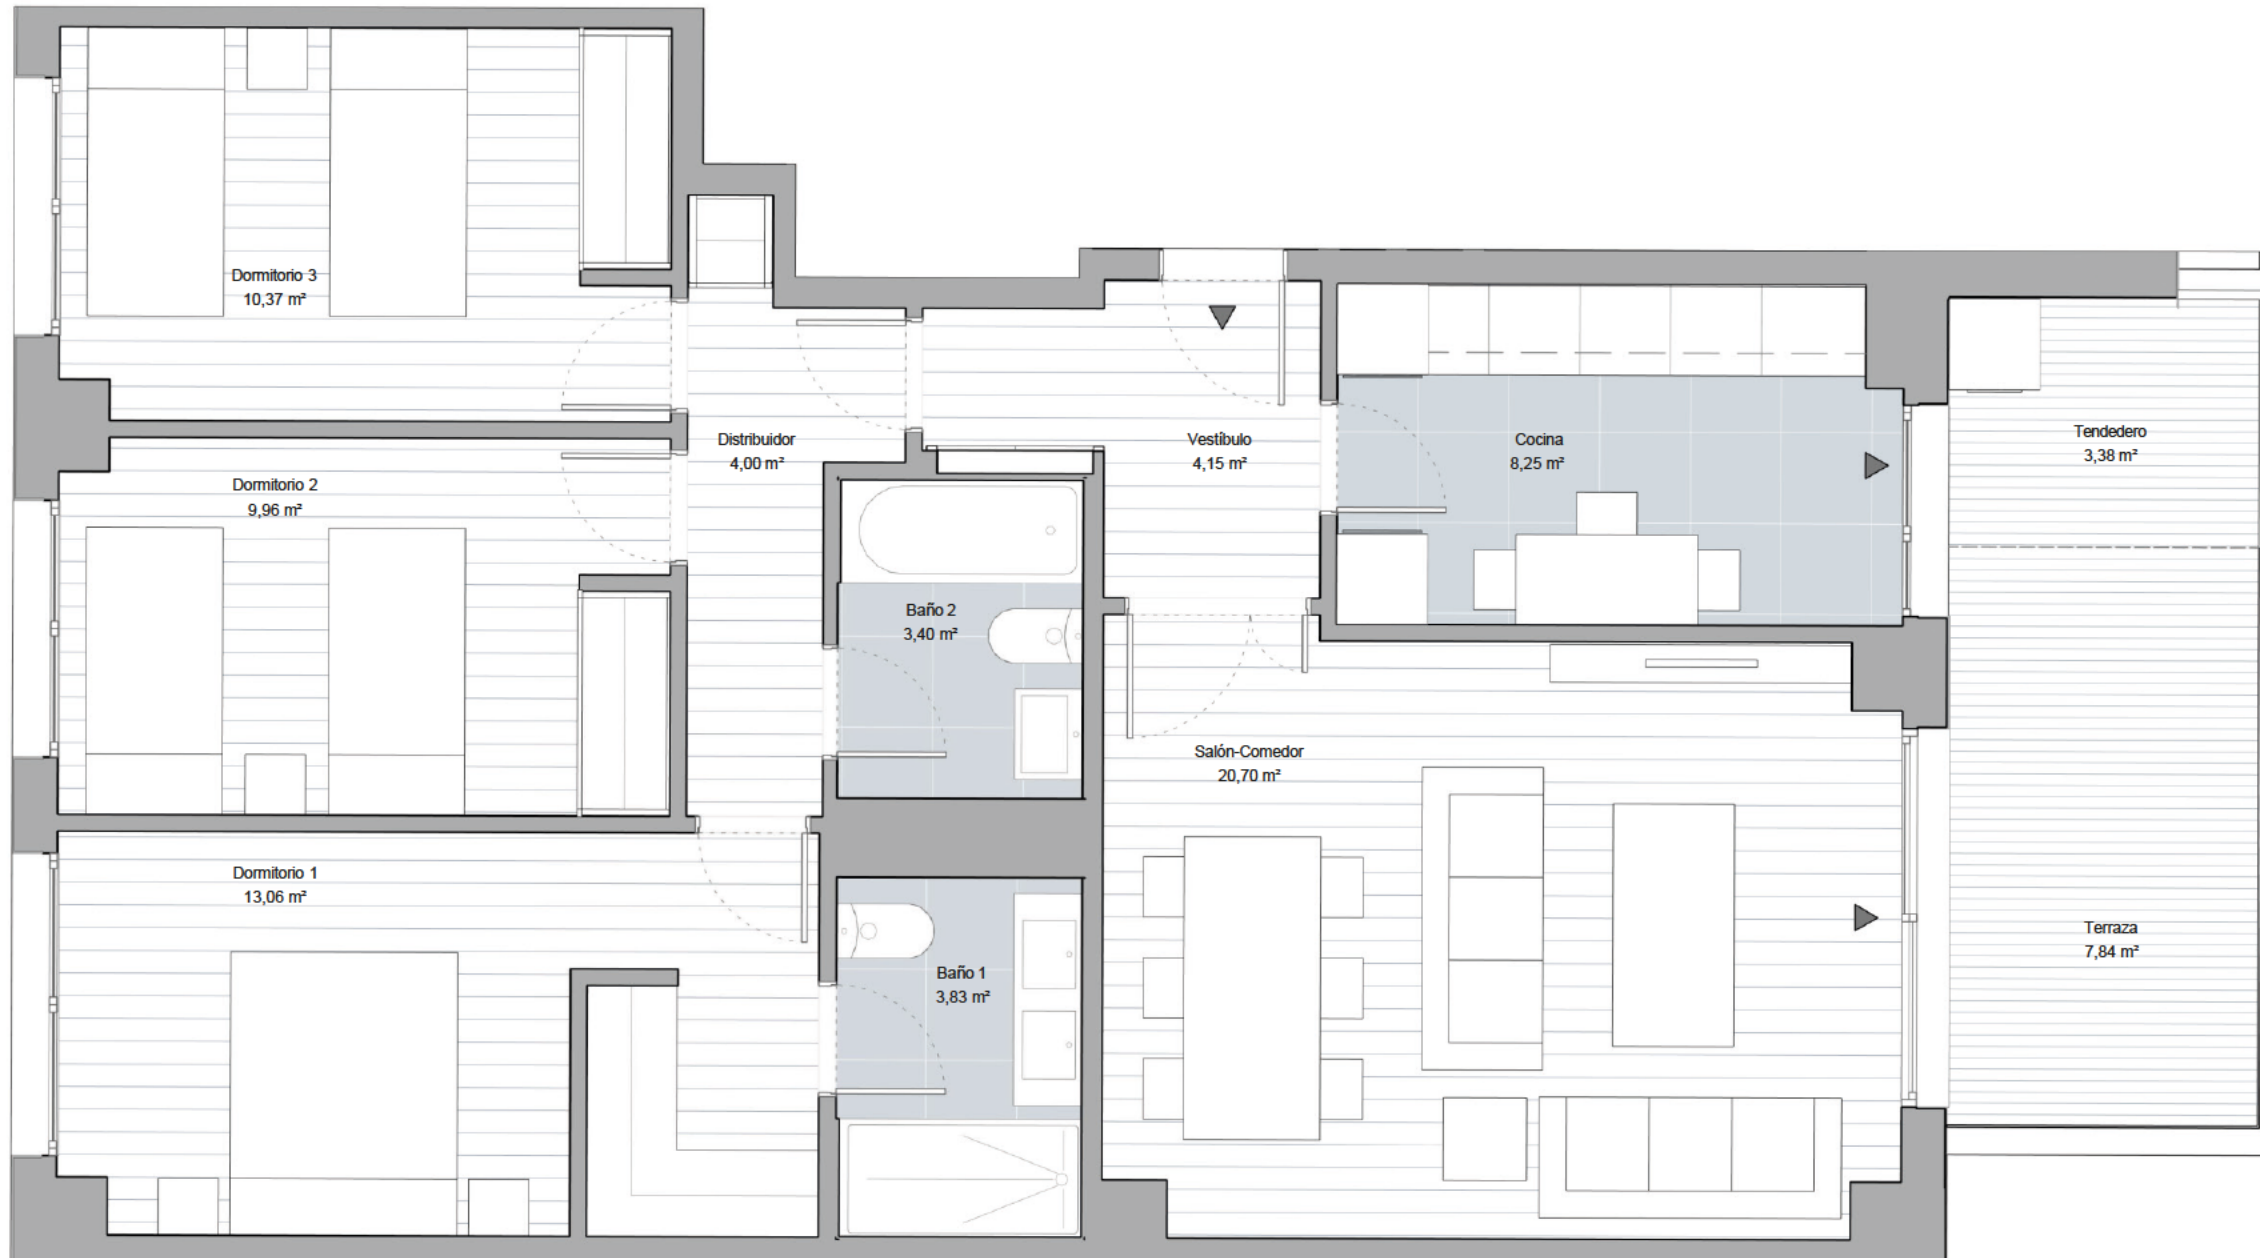 Dormitorio 3
10,37 m²
Distribuidor
4,00 m²
Vestíbulo
4,15 m²
Cocina
8,25 m²
Tendedero
3,38 m²
Dormitorio 2
9,96 m²
Baño 2
3,40 m²
Salón-Comedor
20,70 m²
Dormitorio 1
13,06 m²
Baño 1
3,83 m²
Terraza
7,84 m²